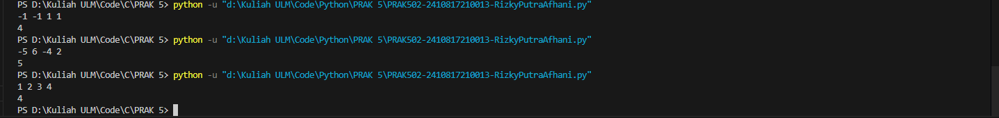 PS D:\Kuliah ULM\Code\C\PRAK 5> python -u "d:\Kuliah ULM\Code\Python\PRAK 5\PRAK502-2410817210013-RizkyPutraAfhani.py"
-1 -1 1 1
4
PS D:\Kuliah ULM\Code\C\PRAK 5> python -u "d:\Kuliah ULM\Code\Python\PRAK 5\PRAK502-2410817210013-RizkyPutraAfhani.py"
-5 6 -4 2
5
PS D:\Kuliah ULM\Code\C\PRAK 5> python -u "d:\Kuliah ULM\Code\Python\PRAK 5\PRAK502-2410817210013-RizkyPutraAfhani.py"
1 2 3 4
4
PS D:\Kuliah ULM\Code\C\PRAK 5>